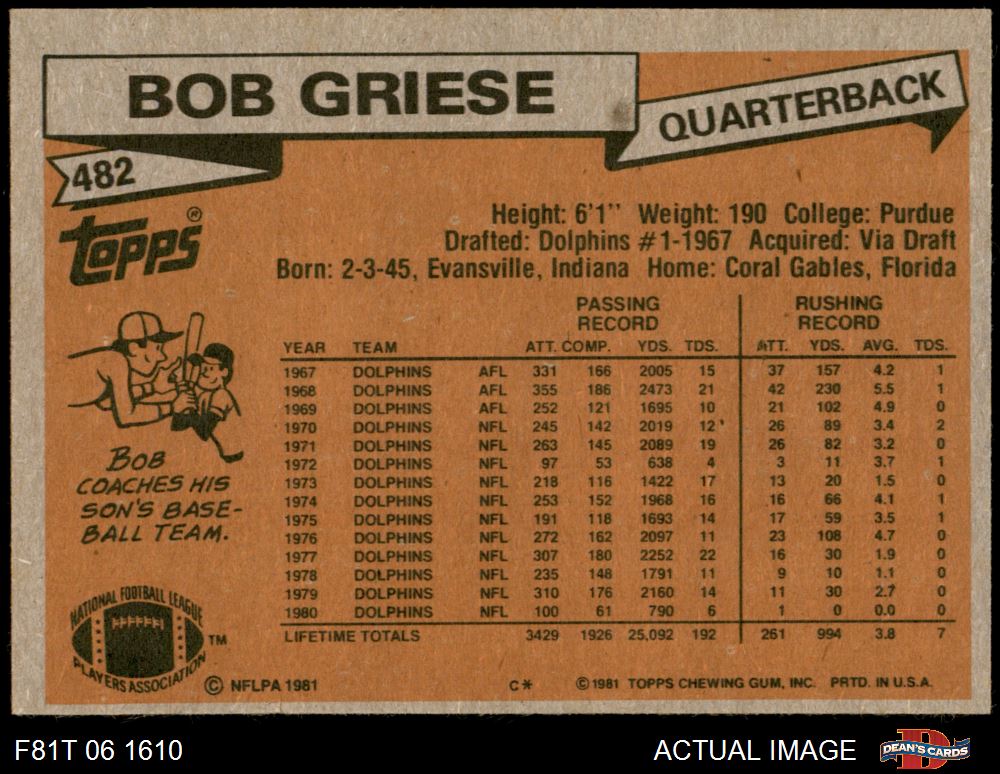 BOB GRIESE
QUARTERBACK
482
TOPPS®
Height: 6'1" Weight: 190 College: Purdue
Drafted: Dolphins #1-1967 Acquired: Via Draft
Born: 2-3-45, Evansville, Indiana Home: Coral Gables, Florida
PASSING RECORD RUSHING RECORD
YEAR TEAM ATT. COMP. YDS. TDS. ATT. YDS. AVG. TDS.
1967 DOLPHINS AFL 331 166 2005 15 37 157 4.2 1
1968 DOLPHINS AFL 355 186 2473 21 42 230 5.5 1
1969 DOLPHINS AFL 252 121 1695 10 21 102 4.9 0
1970 DOLPHINS NFL 245 142 2019 12 26 89 3.4 2
1971 DOLPHINS NFL 263 145 2089 19 26 82 3.2 0
1972 DOLPHINS NFL 97 53 638 4 3 11 3.7 1
1973 DOLPHINS NFL 218 116 1422 17 13 20 1.5 0
1974 DOLPHINS NFL 253 152 1968 16 16 66 4.1 1
1975 DOLPHINS NFL 191 118 1693 14 17 59 3.5 1
1976 DOLPHINS NFL 272 162 2097 11 23 108 4.7 0
1977 DOLPHINS NFL 307 180 2252 22 16 30 1.9 0
1978 DOLPHINS NFL 235 148 1791 11 9 10 1.1 0
1979 DOLPHINS NFL 310 176 2160 14 11 30 2.7 0
1980 DOLPHINS NFL 100 61 790 6 1 0 0.0 0
LIFETIME TOTALS 3429 1926 25,092 192 261 994 3.8 7
BOB
COACHES HIS
SON'S BASE-
BALL TEAM.
NATIONAL FOOTBALL LEAGUE
PLAYERS ASSOCIATION
TM
© NFLPA 1981 C* © 1981 TOPPS CHEWING GUM, INC. PRTD. IN U.S.A.
F81T 06 1610 ACTUAL IMAGE DEAN'S CARDS